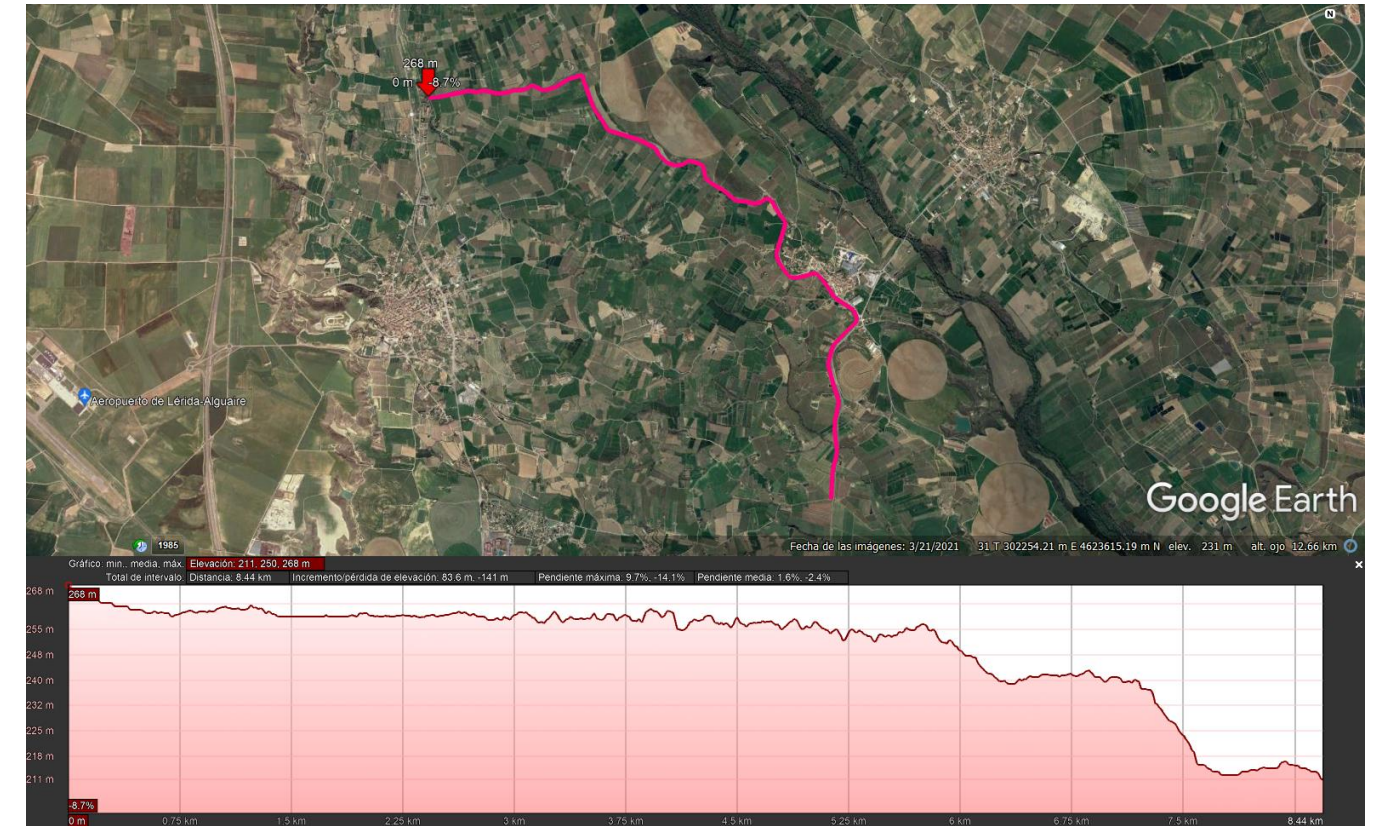 N
268 m
0 m -8.7%
Aeropuerto de Lérida-Alguaire
Google Earth
1985
Fecha de las imágenes: 3/21/2021 31 T 302254.21 m E 4623615.19 m N elev. 231 m alt. ojo 12.66 km
Gráfico: mín., media, máx. Elevación: 211, 250, 268 m
Total de intervalo: Distancia: 8.44 km Incremento/pérdida de elevación: 83.6 m, -141 m Pendiente máxima: 9.7%, -14.1% Pendiente media: 1.6%, -2.4%
268 m
268 m
255 m
248 m
240 m
232 m
225 m
218 m
211 m
-8.7%
0 m 0.75 km 1.5 km 2.25 km 3 km 3.75 km 4.5 km 5.25 km 6 km 6.75 km 7.5 km 8.44 km